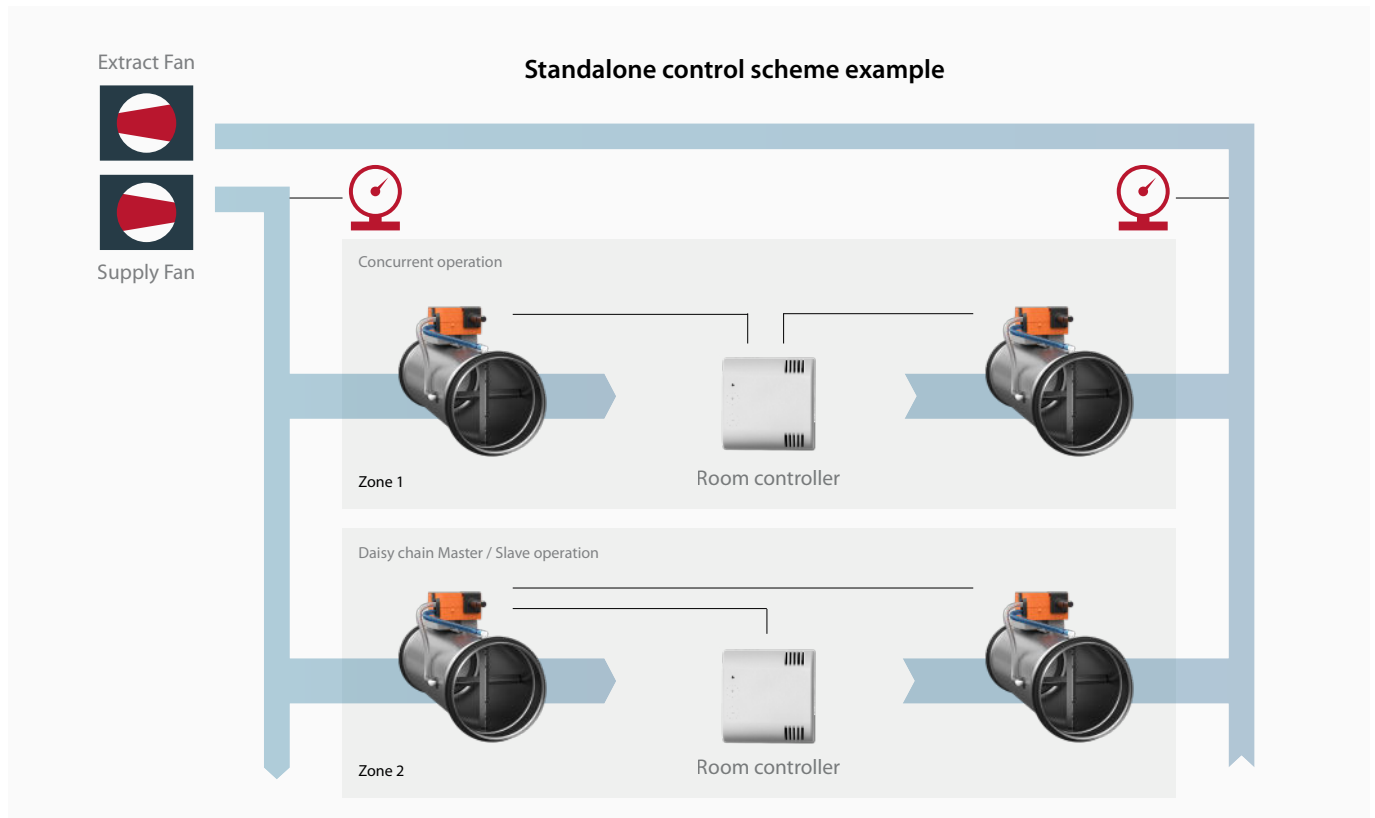 Extract Fan
Standalone control scheme example
Supply Fan
Concurrent operation
Zone 1
Room controller
Daisy chain Master / Slave operation
Zone 2
Room controller